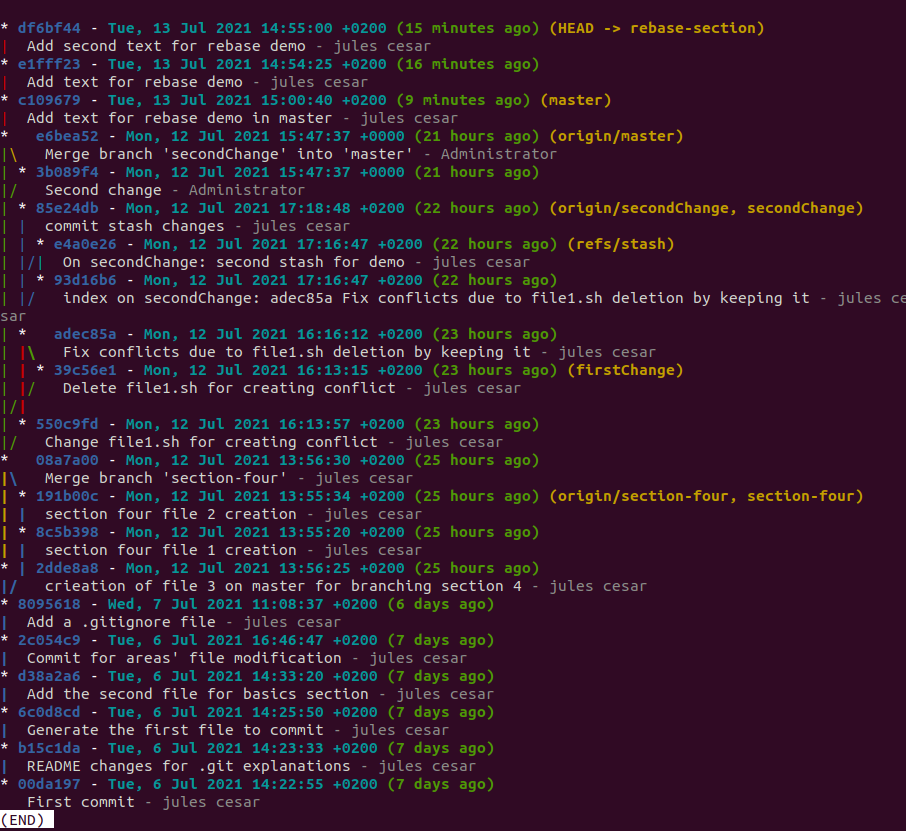 * df6bf44 - Tue, 13 Jul 2021 14:55:00 +0200 (15 minutes ago) (HEAD -> rebase-section)
|  Add second text for rebase demo - jules cesar
* e1fff23 - Tue, 13 Jul 2021 14:54:25 +0200 (16 minutes ago)
|  Add text for rebase demo - jules cesar
* c109679 - Tue, 13 Jul 2021 15:00:40 +0200 (9 minutes ago) (master)
|  Add text for rebase demo in master - jules cesar
*   e6bea52 - Mon, 12 Jul 2021 15:47:37 +0000 (21 hours ago) (origin/master)
|\   Merge branch 'secondChange' into 'master' - Administrator
| * 3b089f4 - Mon, 12 Jul 2021 15:47:37 +0000 (21 hours ago)
|/   Second change - Administrator
| * 85e24db - Mon, 12 Jul 2021 17:18:48 +0200 (22 hours ago) (origin/secondChange, secondChange)
| |  commit stash changes - jules cesar
| | * e4a0e26 - Mon, 12 Jul 2021 17:16:47 +0200 (22 hours ago) (refs/stash)
| |/|  On secondChange: second stash for demo - jules cesar
| | * 93d16b6 - Mon, 12 Jul 2021 17:16:47 +0200 (22 hours ago)
| |/   index on secondChange: adec85a Fix conflicts due to file1.sh deletion by keeping it - jules ce
sar
| *   adec85a - Mon, 12 Jul 2021 16:16:12 +0200 (23 hours ago)
| |\   Fix conflicts due to file1.sh deletion by keeping it - jules cesar
| | * 39c56e1 - Mon, 12 Jul 2021 16:13:15 +0200 (23 hours ago) (firstChange)
| |/   Delete file1.sh for creating conflict - jules cesar
|/|
| * 550c9fd - Mon, 12 Jul 2021 16:13:57 +0200 (23 hours ago)
|/   Change file1.sh for creating conflict - jules cesar
*   08a7a00 - Mon, 12 Jul 2021 13:56:30 +0200 (25 hours ago)
|\   Merge branch 'section-four' - jules cesar
| * 191b00c - Mon, 12 Jul 2021 13:55:34 +0200 (25 hours ago) (origin/section-four, section-four)
| |  section four file 2 creation - jules cesar
| * 8c5b398 - Mon, 12 Jul 2021 13:55:20 +0200 (25 hours ago)
| |  section four file 1 creation - jules cesar
* | 2dde8a8 - Mon, 12 Jul 2021 13:56:25 +0200 (25 hours ago)
|/   crieation of file 3 on master for branching section 4 - jules cesar
* 8095618 - Wed, 7 Jul 2021 11:08:37 +0200 (6 days ago)
|  Add a .gitignore file - jules cesar
* 2c054c9 - Tue, 6 Jul 2021 16:46:47 +0200 (7 days ago)
|  Commit for areas' file modification - jules cesar
* d38a2a6 - Tue, 6 Jul 2021 14:33:20 +0200 (7 days ago)
|  Add the second file for basics section - jules cesar
* 6c0d8cd - Tue, 6 Jul 2021 14:25:50 +0200 (7 days ago)
|  Generate the first file to commit - jules cesar
* b15c1da - Tue, 6 Jul 2021 14:23:33 +0200 (7 days ago)
|  README changes for .git explanations - jules cesar
* 00da197 - Tue, 6 Jul 2021 14:22:55 +0200 (7 days ago)
   First commit - jules cesar
(END)